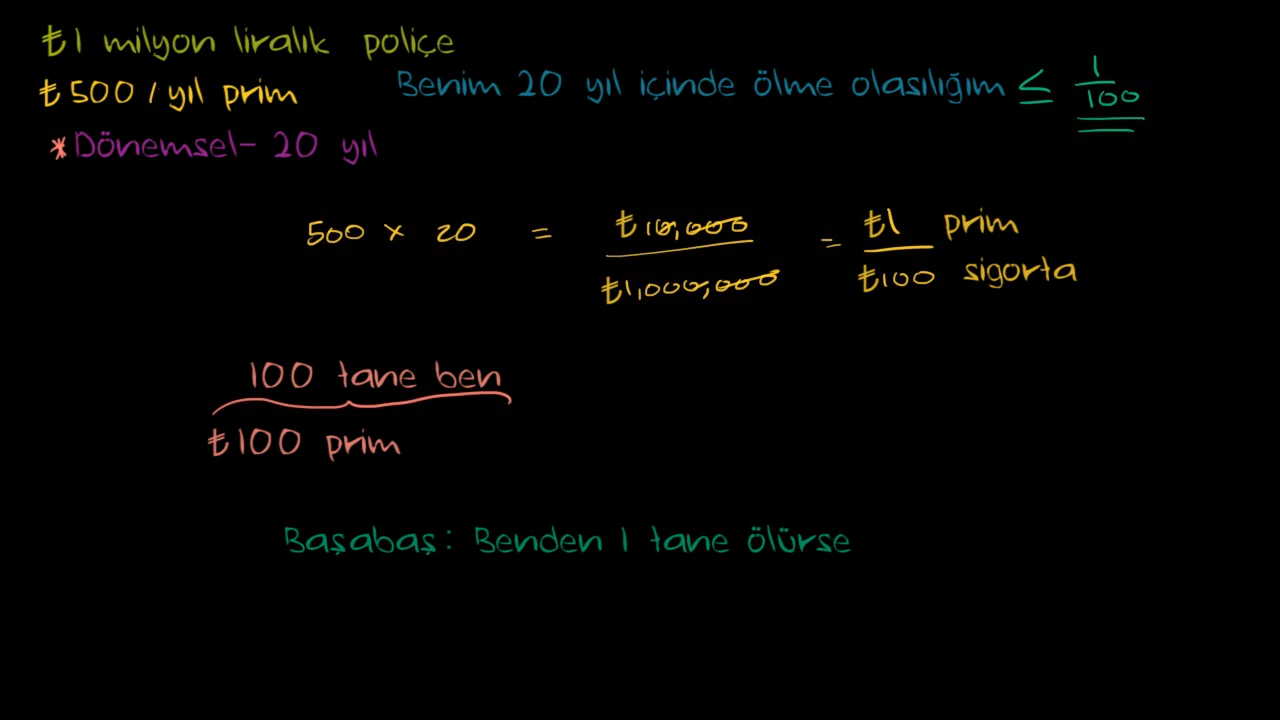 ₺1 milyon liralık poliçe
₺500 / yıl prim
Benim 20 yıl içinde ölme olasılığım ≤ 1/100
*Dönemsel- 20 yıl
500 × 20 = ₺10,000 / ₺1,000,000 = ₺1 prim / ₺100 sigorta
100 tane ben
₺100 prim
Başabaş: Benden 1 tane ölürse